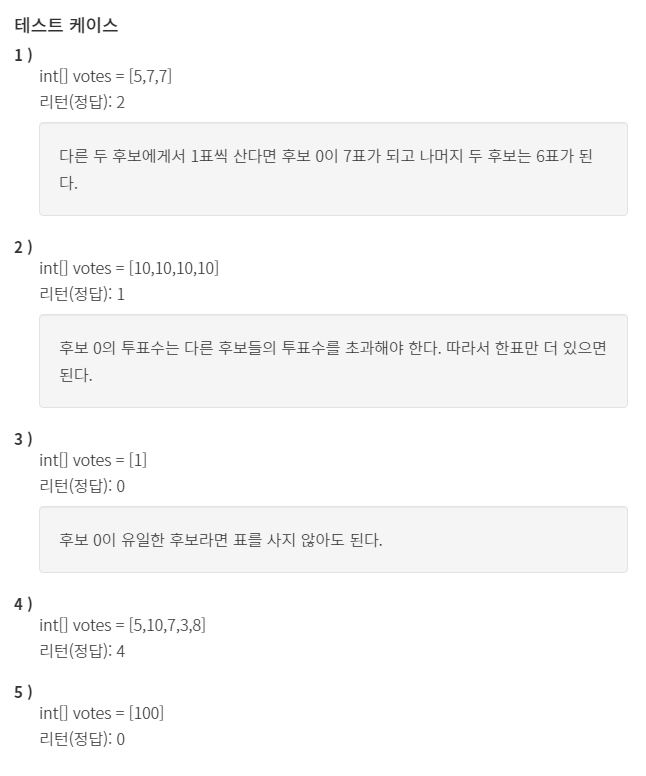 테스트 케이스
1 )
int[] votes = [5,7,7]
리턴(정답): 2
다른 두 후보에게서 1표씩 산다면 후보 0이 7표가 되고 나머지 두 후보는 6표가 된
다.
2 )
int[] votes = [10,10,10,10]
리턴(정답): 1
후보 0의 투표수는 다른 후보들의 투표수를 초과해야 한다. 따라서 한표만 더 있으면
된다.
3 )
int[] votes = [1]
리턴(정답): 0
후보 0이 유일한 후보라면 표를 사지 않아도 된다.
4 )
int[] votes = [5,10,7,3,8]
리턴(정답): 4
5 )
int[] votes = [100]
리턴(정답): 0